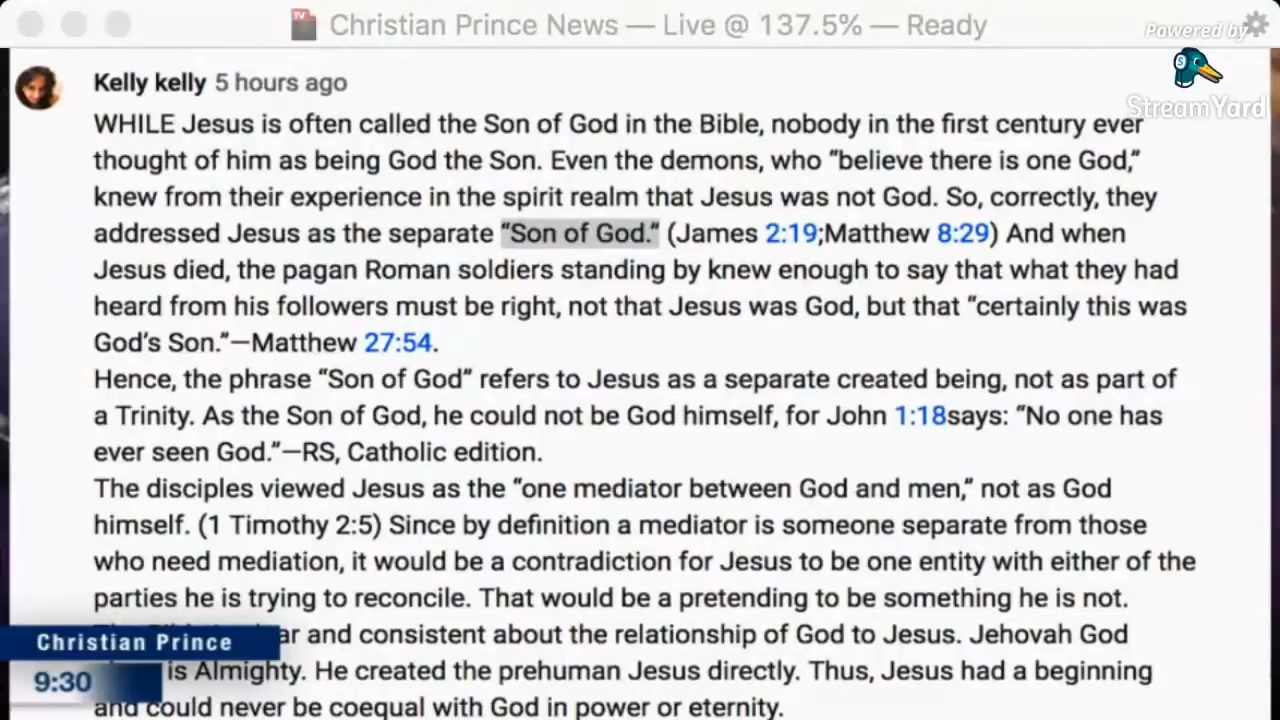 Christian Prince News — Live @ 137.5% — Ready
Powered by
StreamYard
Kelly kelly 5 hours ago
WHILE Jesus is often called the Son of God in the Bible, nobody in the first century ever
thought of him as being God the Son. Even the demons, who “believe there is one God,”
knew from their experience in the spirit realm that Jesus was not God. So, correctly, they
addressed Jesus as the separate “Son of God.” (James 2:19;Matthew 8:29) And when
Jesus died, the pagan Roman soldiers standing by knew enough to say that what they had
heard from his followers must be right, not that Jesus was God, but that “certainly this was
God’s Son.”—Matthew 27:54.
Hence, the phrase “Son of God” refers to Jesus as a separate created being, not as part of
a Trinity. As the Son of God, he could not be God himself, for John 1:18says: “No one has
ever seen God.”—RS, Catholic edition.
The disciples viewed Jesus as the “one mediator between God and men,” not as God
himself. (1 Timothy 2:5) Since by definition a mediator is someone separate from those
who need mediation, it would be a contradiction for Jesus to be one entity with either of the
parties he is trying to reconcile. That would be a pretending to be something he is not.
and consistent about the relationship of God to Jesus. Jehovah God
is Almighty. He created the prehuman Jesus directly. Thus, Jesus had a beginning
and could never be coequal with God in power or eternity.
Christian Prince
9:30